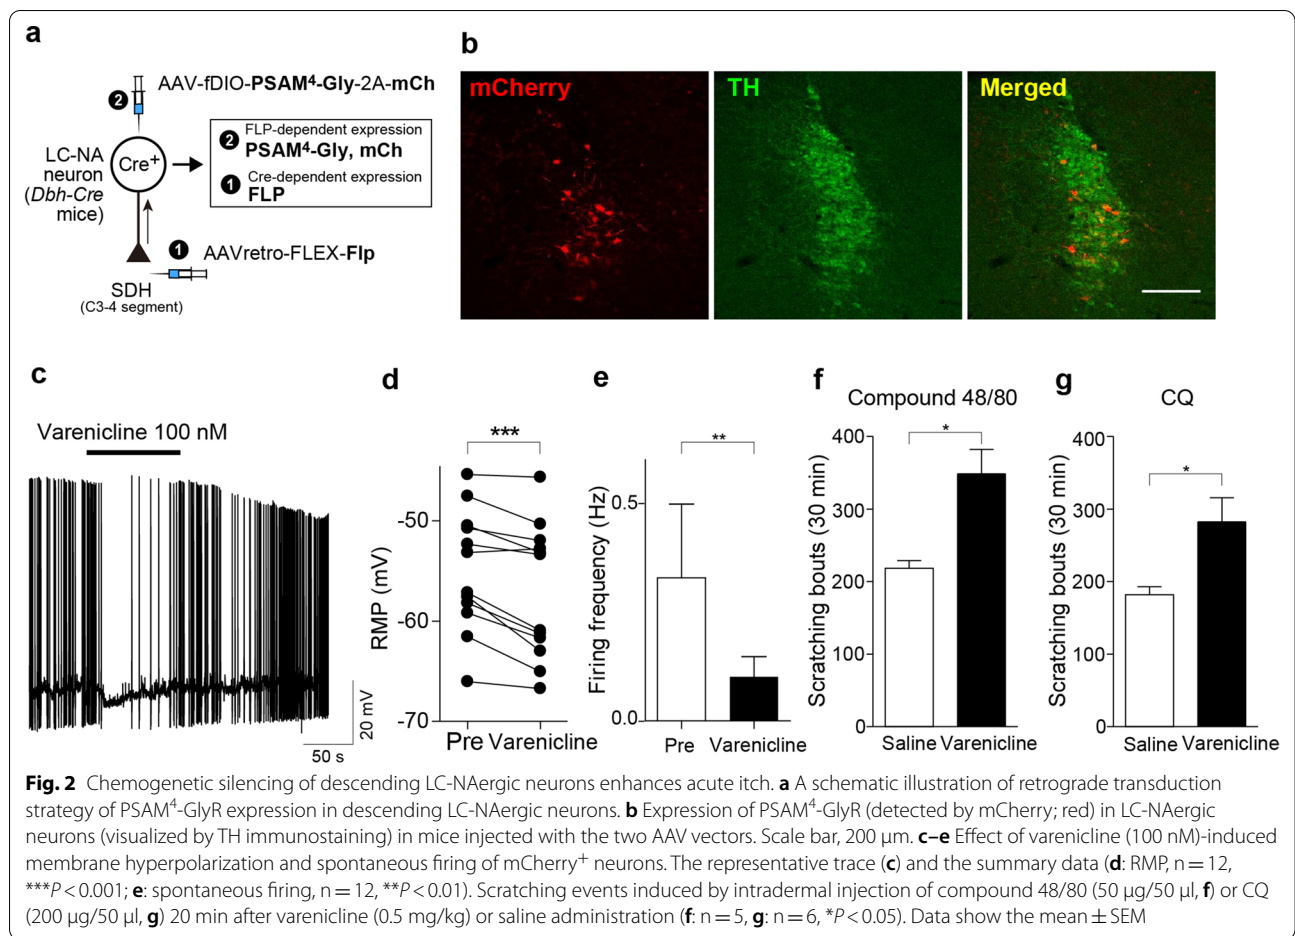 a
2
AAV-fDIO-PSAM⁴-Gly-2A-mCh
LC-NA
neuron
(Dbh-Cre
mice)
Cre⁺
2 FLP-dependent expression
PSAM⁴-Gly, mCh
1 Cre-dependent expression
FLP
1
AAVretro-FLEX-Flp
SDH
(C3-4 segment)
b
mCherry
TH
Merged
c
Varenicline 100 nM
20 mV
50 s
d
***
RMP (mV)
-50
-60
-70
Pre Varenicline
e
**
Firing frequency (Hz)
0.5
0.0
Pre Varenicline
f
Compound 48/80
*
Scratching bouts (30 min)
400
300
200
100
0
Saline Varenicline
g
CQ
*
Scratching bouts (30 min)
400
300
200
100
0
Saline Varenicline
Fig. 2 Chemogenetic silencing of descending LC-NAergic neurons enhances acute itch. a A schematic illustration of retrograde transduction
strategy of PSAM⁴-GlyR expression in descending LC-NAergic neurons. b Expression of PSAM⁴-GlyR (detected by mCherry; red) in LC-NAergic
neurons (visualized by TH immunostaining) in mice injected with the two AAV vectors. Scale bar, 200 μm. c–e Effect of varenicline (100 nM)-induced
membrane hyperpolarization and spontaneous firing of mCherry⁺ neurons. The representative trace (c) and the summary data (d: RMP, n = 12,
***P < 0.001; e: spontaneous firing, n = 12, **P < 0.01). Scratching events induced by intradermal injection of compound 48/80 (50 μg/50 μl, f) or CQ
(200 μg/50 μl, g) 20 min after varenicline (0.5 mg/kg) or saline administration (f: n = 5, g: n = 6, *P < 0.05). Data show the mean ± SEM